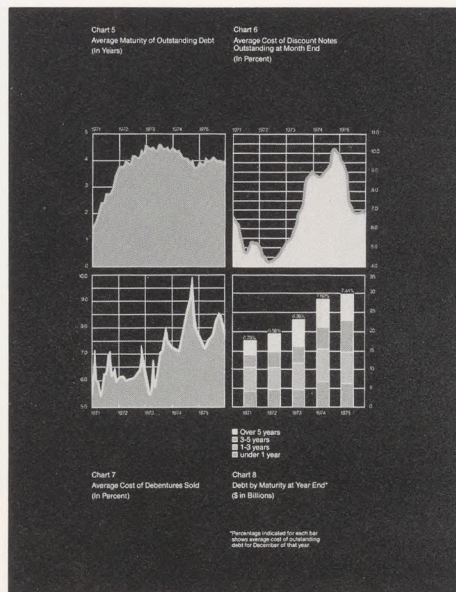 Chart 5
Average Maturity of Outstanding Debt
(In Years)
Chart 6
Average Cost of Discount Notes
Outstanding at Month End
(In Percent)
1971 1972 1973 1974 1975
5
4
3
2
1
0
1971 1972 1973 1974 1975
11.0
10.0
9.0
8.0
7.0
6.0
5.0
4.0
10.0
9.0
8.0
7.0
6.0
5.0
1971 1972 1973 1974 1975
35
30
25
20
15
10
5
0
7.44%
1971 1972 1973 1974 1975
Over 5 years
3-5 years
1-3 years
under 1 year
Chart 7
Average Cost of Debentures Sold
(In Percent)
Chart 8
Debt by Maturity at Year End*
($ in Billions)
*Percentage indicated for each bar
shows average cost of outstanding
debt for December of that year.